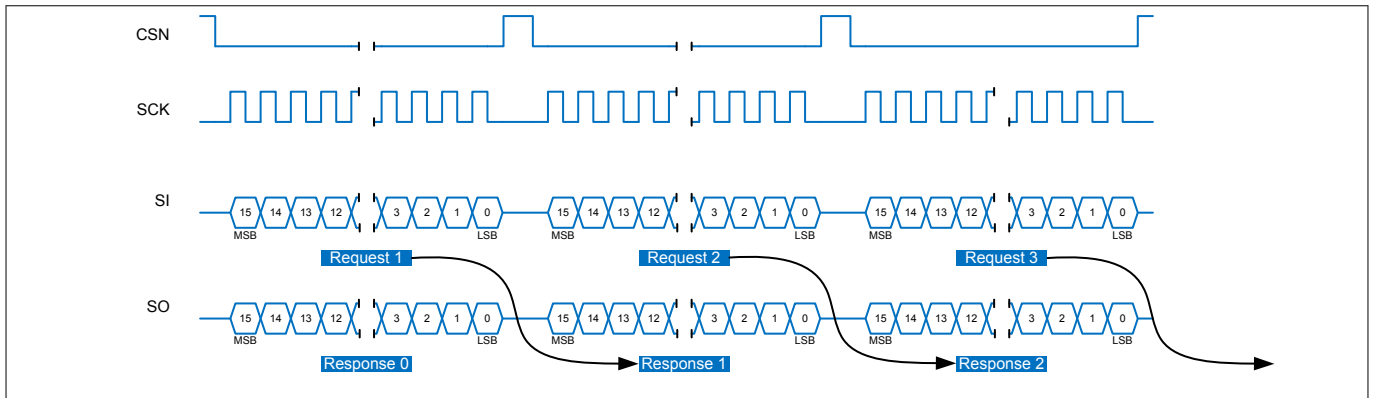 CSN
SCK
SI
15 14 13 12 3 2 1 0 15 14 13 12 3 2 1 0 15 14 13 12 3 2 1 0
MSB LSB MSB LSB MSB LSB
Request 1 Request 2 Request 3
SO
15 14 13 12 3 2 1 0 15 14 13 12 3 2 1 0 15 14 13 12 3 2 1 0
MSB LSB MSB LSB MSB LSB
Response 0 Response 1 Response 2